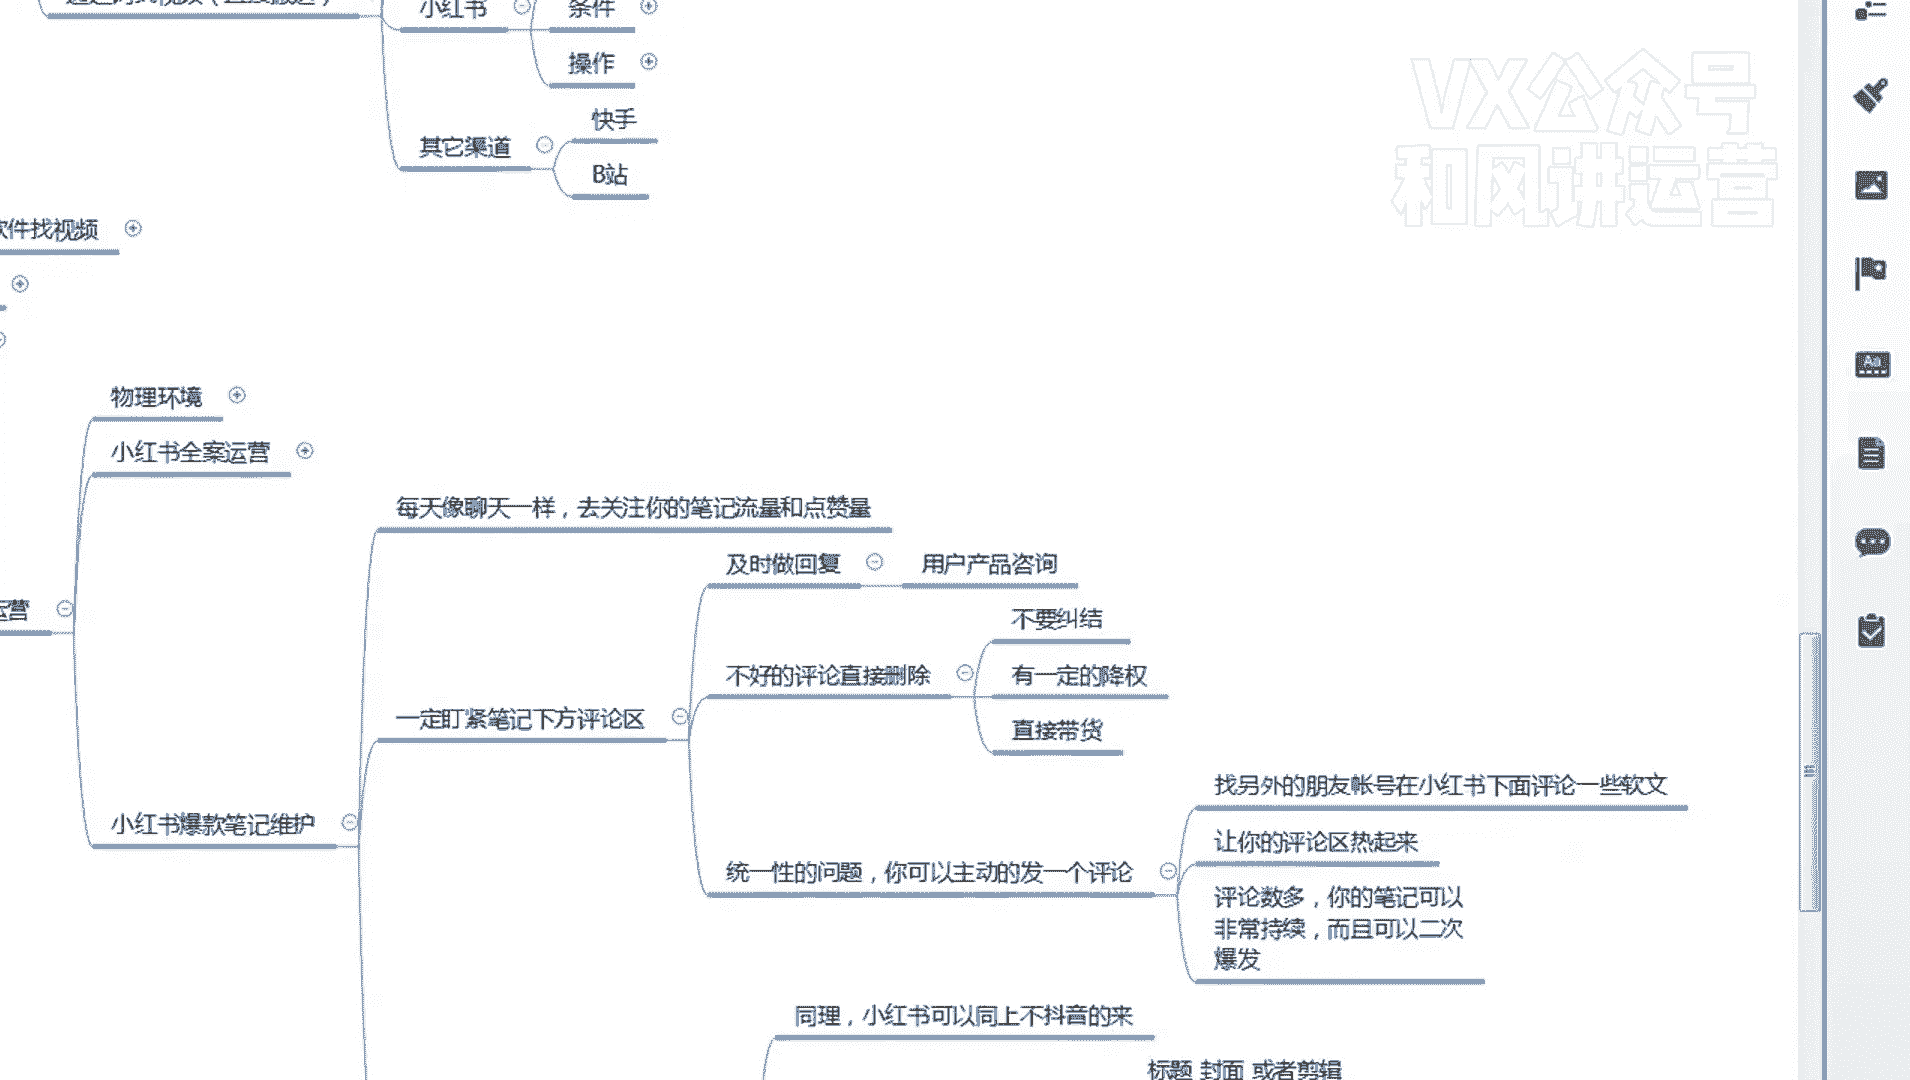 小红书
条件
操作
快手
其它渠道
B站
VX公众号
和风讲运营
件找视频
物理环境
小红书全案运营
每天像聊天一样，去关注你的笔记流量和点赞量
及时做回复
用户产品咨询
不要纠结
运营
不好的评论直接删除
有一定的降权
一定盯紧笔记下方评论区
直接带货
找另外的朋友帐号在小红书下面评论一些软文
小红书爆款笔记维护
让你的评论区热起来
统一性的问题，你可以主动的发一个评论
评论数多，你的笔记可以
非常持续，而且可以二次
爆发
同理，小红书可以同上不抖音的来
标题 封面 或者剪辑